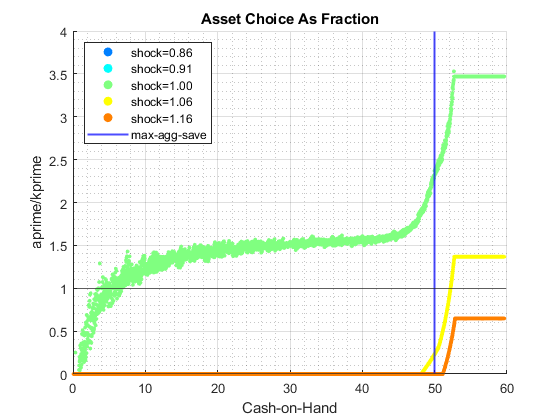 Asset Choice As Fraction
4
3.5
3
2.5
2
1.5
1
0.5
0
aprime/kprime
shock=0.86
shock=0.91
shock=1.00
shock=1.06
shock=1.16
max-agg-save
0 10 20 30 40 50 60
Cash-on-Hand